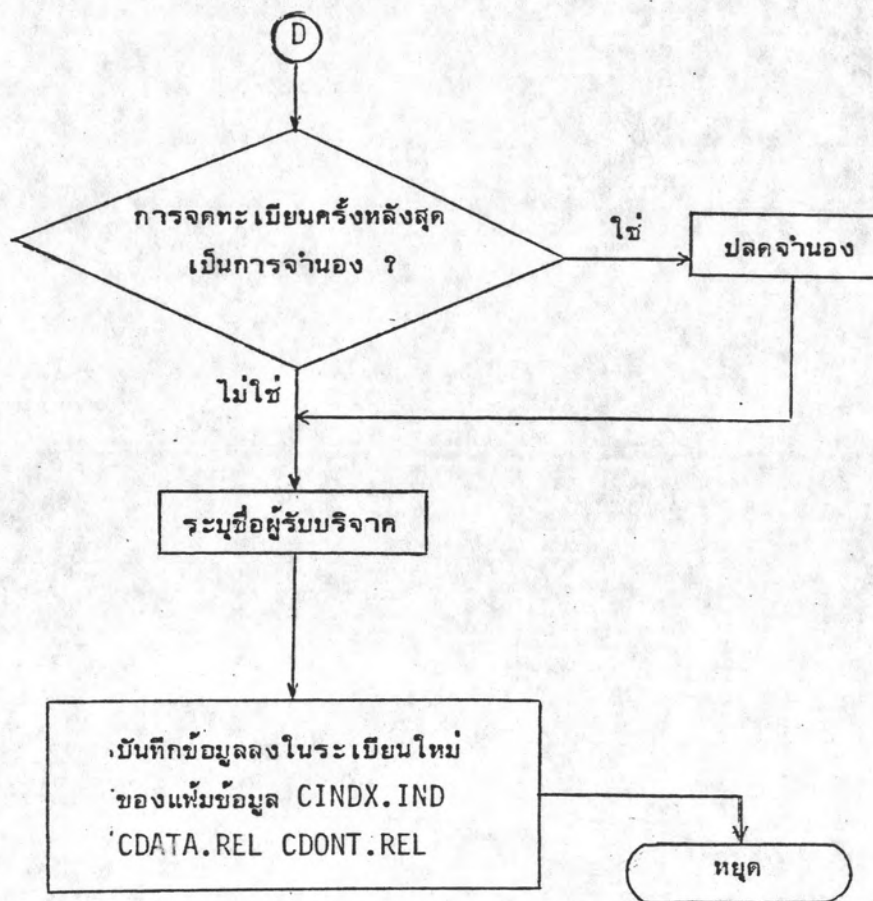 D
การจดทะเบียนครั้งหลังสุด
เป็นการจำนอง ?
ใช่
ปลดจำนอง
ไม่ใช่
ระบุชื่อผู้รับบริจาค
บันทึกข้อมูลลงในระเบียนใหม่
ของแฟ้มข้อมูล CINDX.IND
CDATA.REL CDONT.REL
หยุด